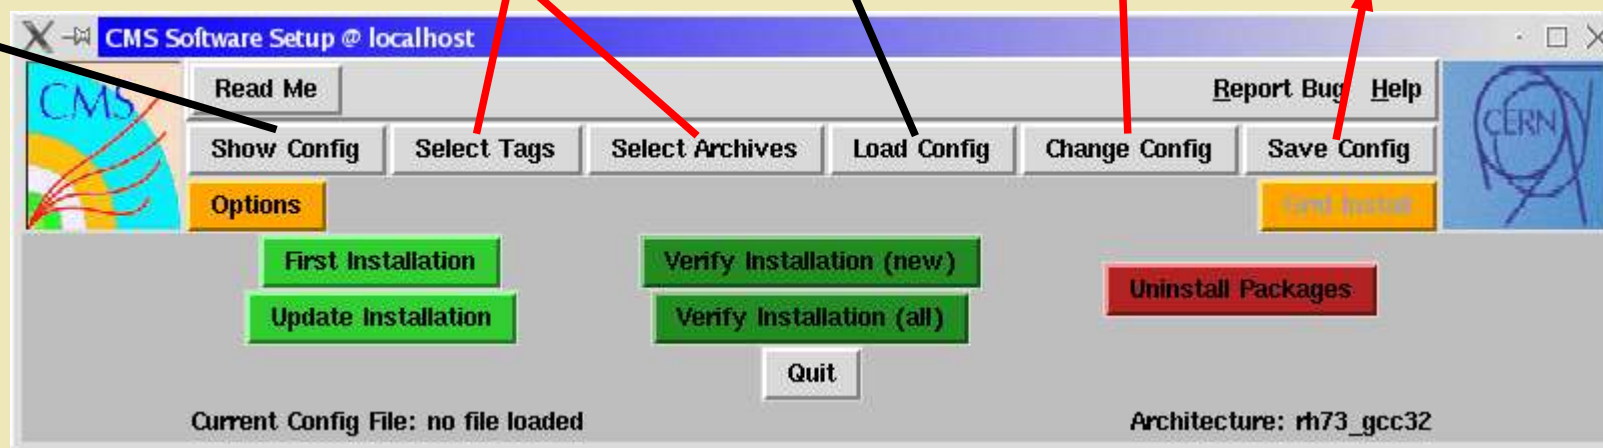 CMS Software Setup @ localhost
CMS
Read Me
Report Bug Help
CERN
Show Config Select Tags Select Archives Load Config Change Config Save Config
Options Grid Install
First Installation Verify Installation (new)
Uninstall Packages
Update Installation Verify Installation (all)
Quit
Current Config File: no file loaded Architecture: rh73_gcc32